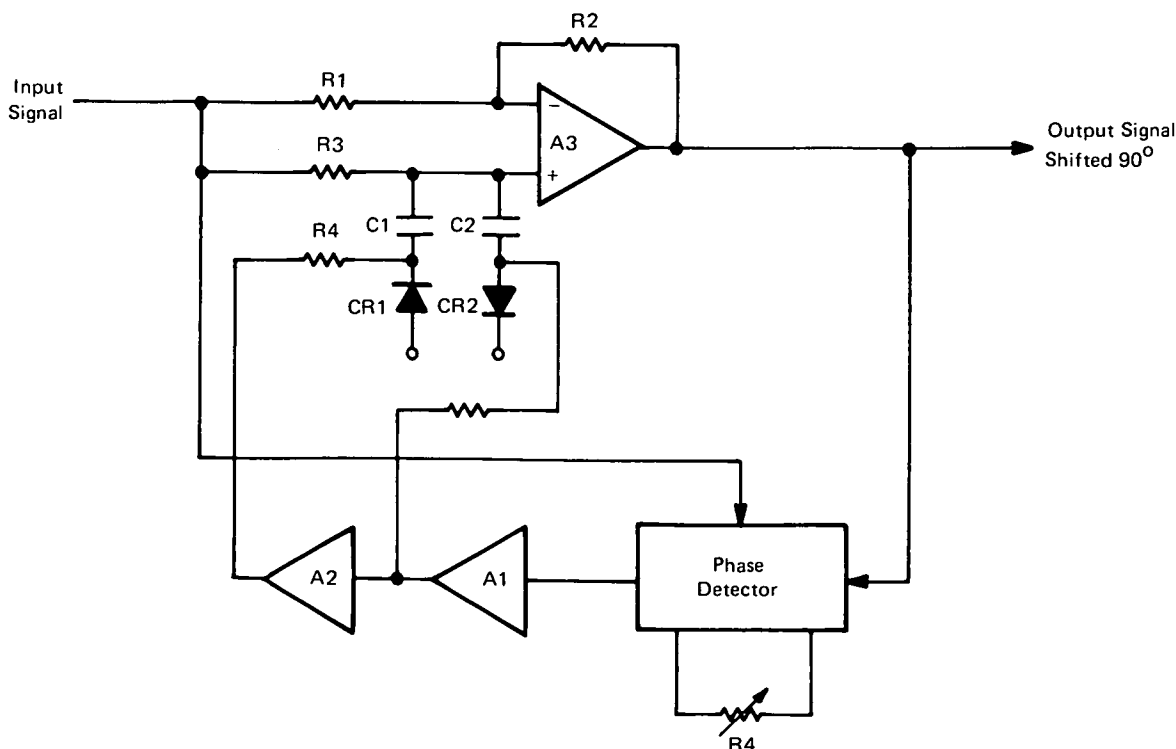 R2
Input
Signal
R1
−
A3
+
Output Signal
Shifted 90°
R3
C1
C2
R4
CR1
CR2
Phase
Detector
A2
A1
R4